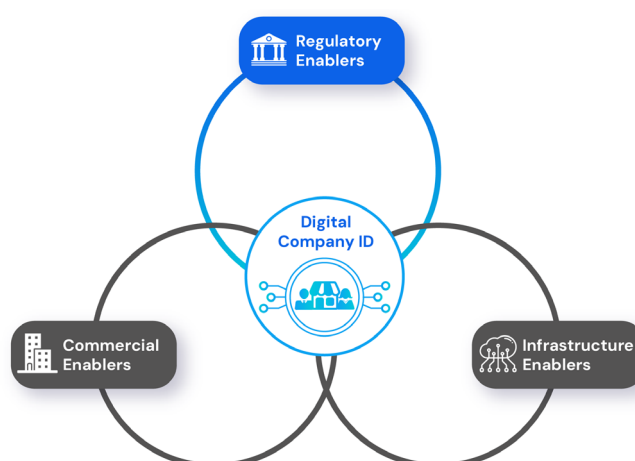 Regulatory
Enablers
Digital
Company ID
Commercial
Enablers
Infrastructure
Enablers